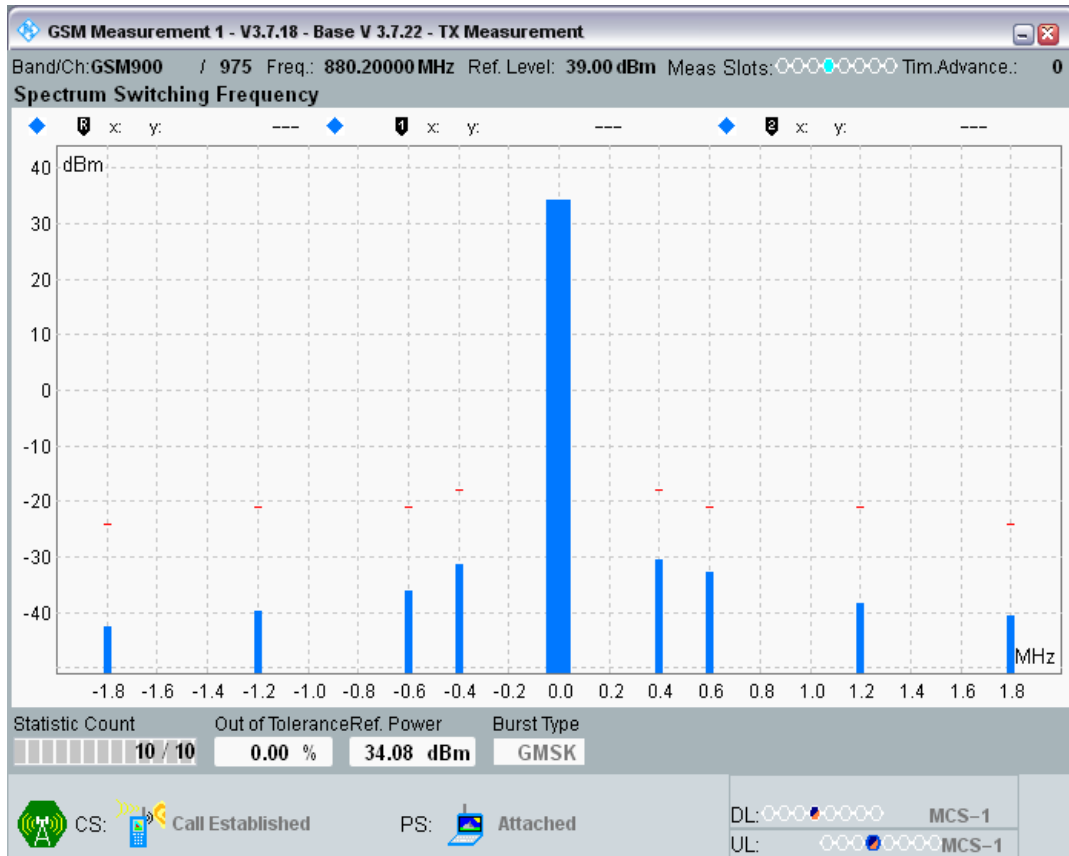 GSM Measurement 1 - V3.7.18 - Base V 3.7.22 - TX Measurement
Band/Ch:GSM900 / 975 Freq.: 880.20000 MHz Ref. Level: 39.00 dBm Meas Slots: Tim.Advance.: 0
Spectrum Switching Frequency
R x: y: --- 1 x: y: --- 2 x: y: ---
dBm
40
30
20
10
0
-10
-20
-30
-40
MHz
-1.8 -1.6 -1.4 -1.2 -1.0 -0.8 -0.6 -0.4 -0.2 0.0 0.2 0.4 0.6 0.8 1.0 1.2 1.4 1.6 1.8
Statistic Count Out of Tolerance Ref. Power Burst Type
10 / 10 0.00 % 34.08 dBm GMSK
CS: Call Established PS: Attached
DL: MCS-1
UL: MCS-1